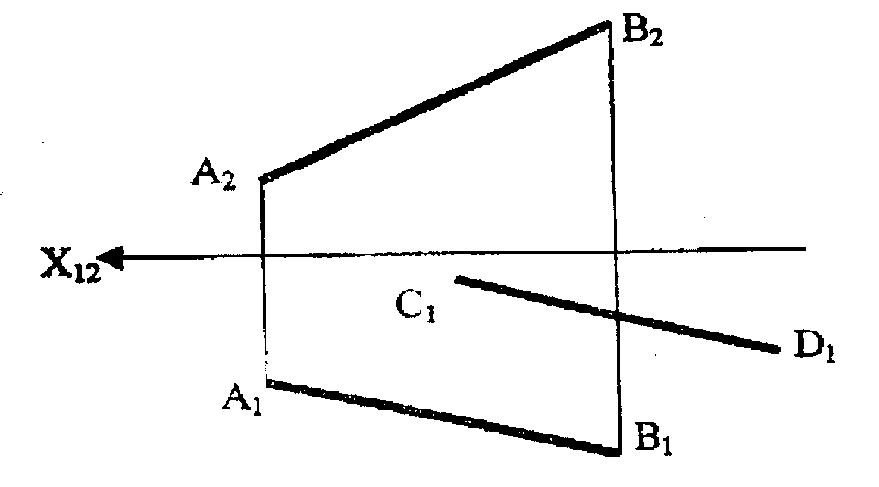 B₂
A₂
X₁₂
C₁
D₁
A₁
B₁